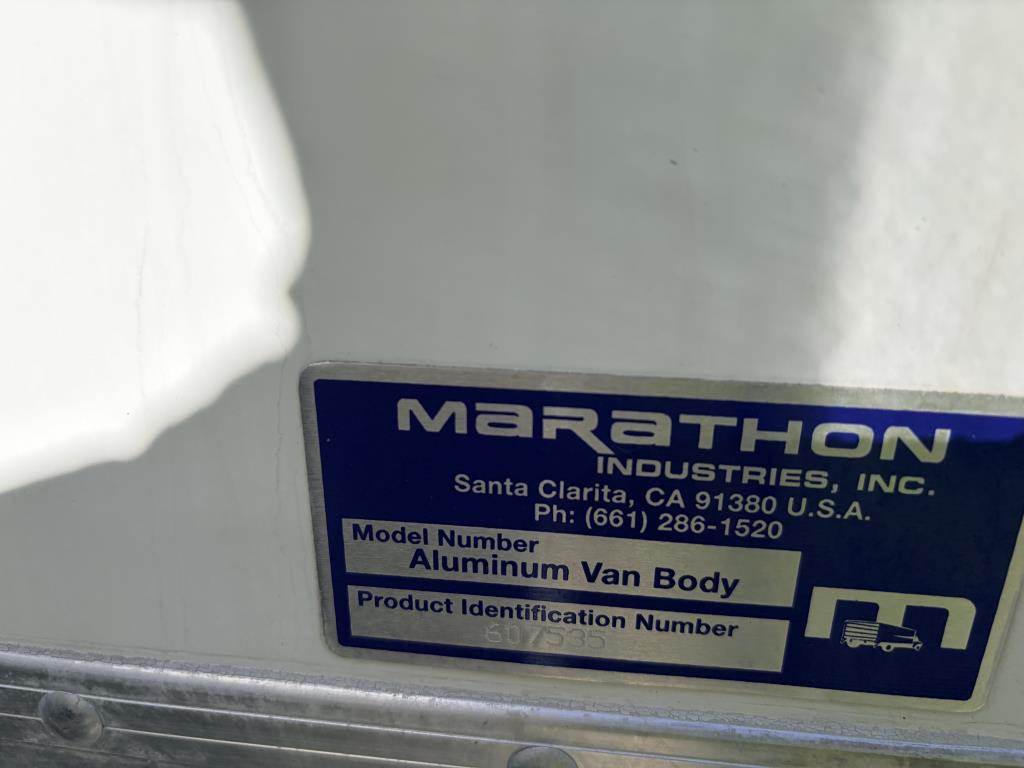 MaRaTHON
INDUSTRIES, INC.
Santa Clarita, CA 91380 U.S.A.
Ph: (661) 286-1520
Model Number
Aluminum Van Body
Product Identification Number
607535
m